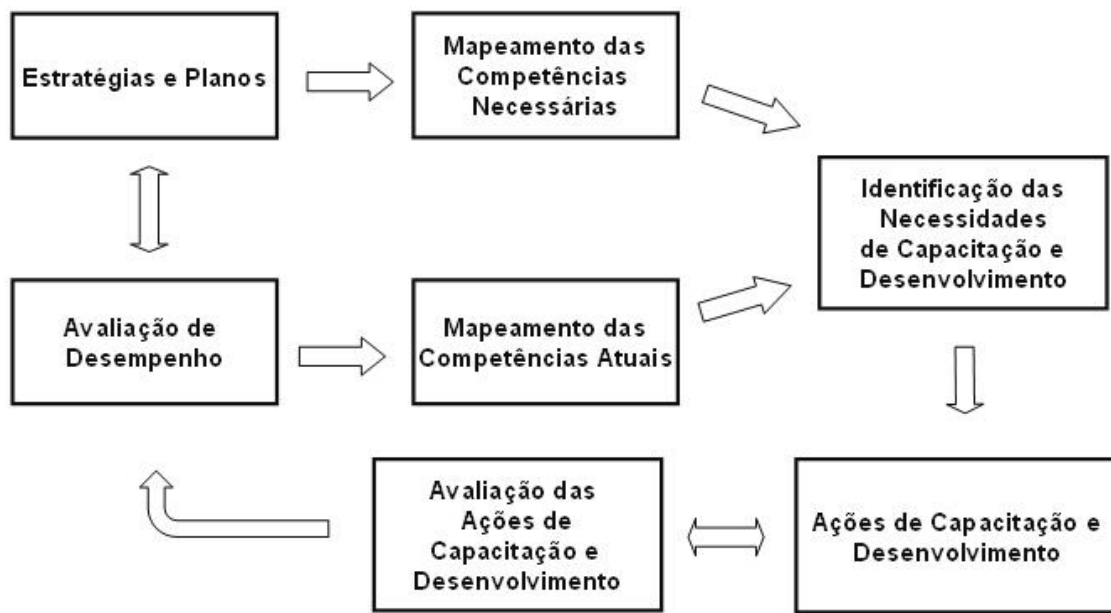 Estratégias e Planos
Mapeamento das
Competências
Necessárias
Identificação das
Necessidades
de Capacitação e
Desenvolvimento
Avaliação de
Desempenho
Mapeamento das
Competências Atuais
Avaliação das
Ações de
Capacitação e
Desenvolvimento
Ações de Capacitação e
Desenvolvimento